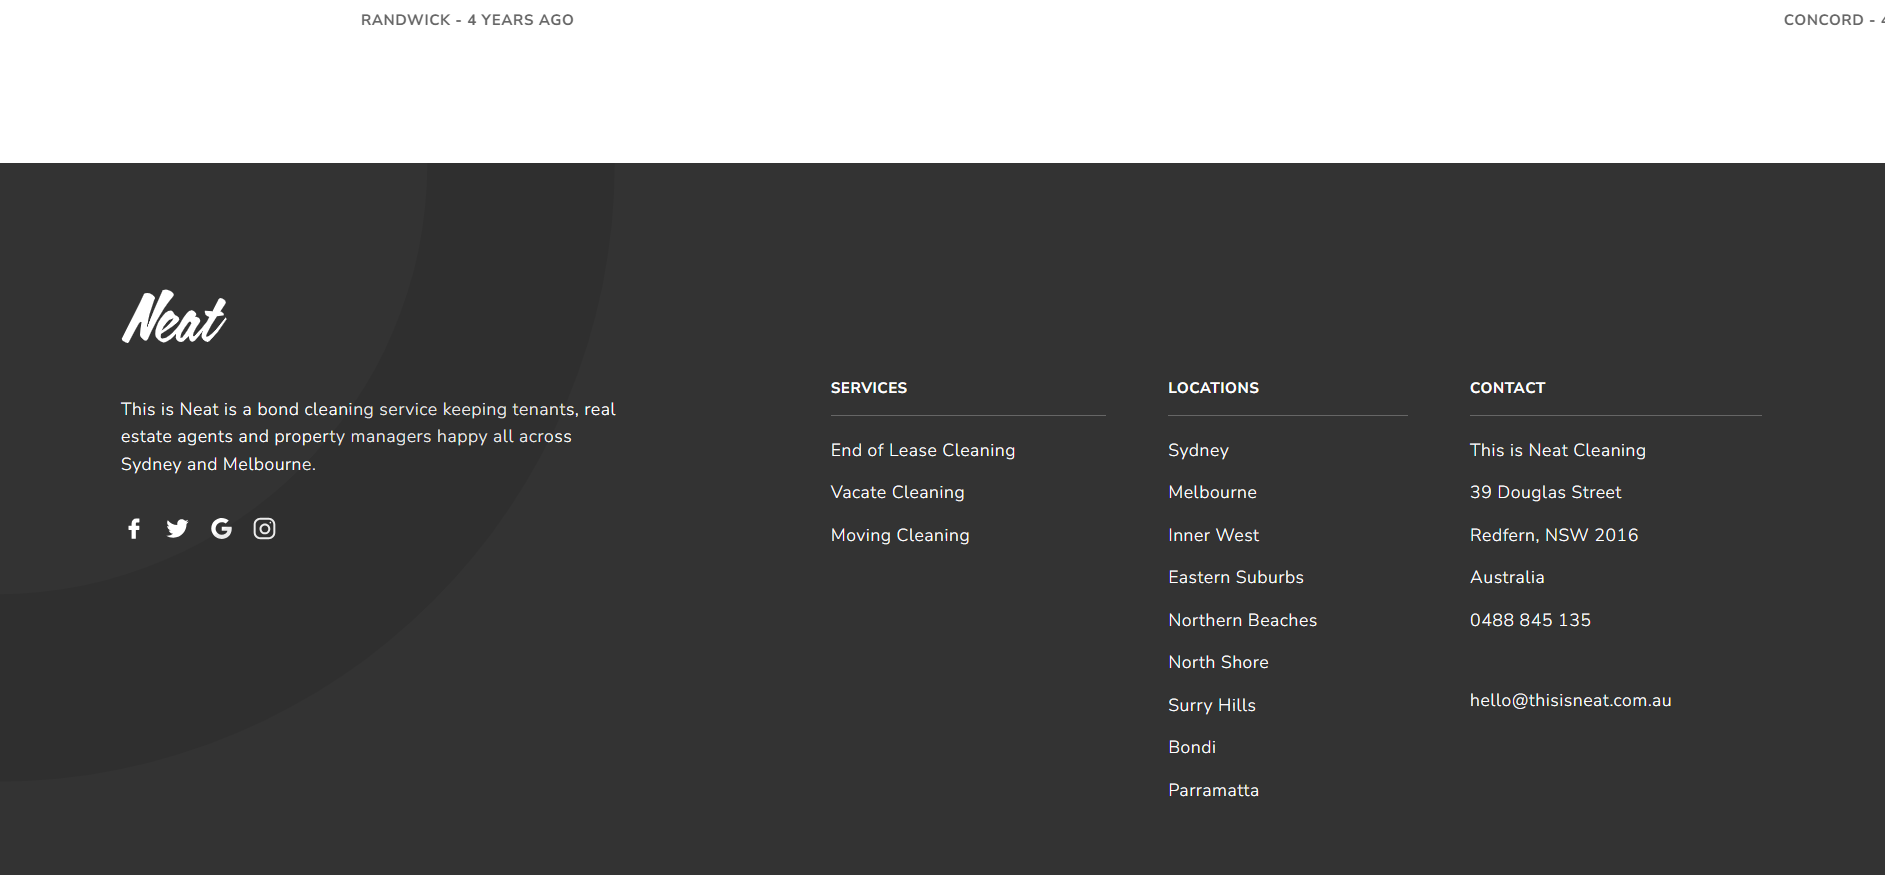 RANDWICK - 4 YEARS AGO
CONCORD -
Neat
This is Neat is a bond cleaning service keeping tenants, real
estate agents and property managers happy all across
Sydney and Melbourne.
SERVICES
End of Lease Cleaning
Vacate Cleaning
Moving Cleaning
LOCATIONS
Sydney
Melbourne
Inner West
Eastern Suburbs
Northern Beaches
North Shore
Surry Hills
Bondi
Parramatta
CONTACT
This is Neat Cleaning
39 Douglas Street
Redfern, NSW 2016
Australia
0488 845 135
hello@thisisneat.com.au